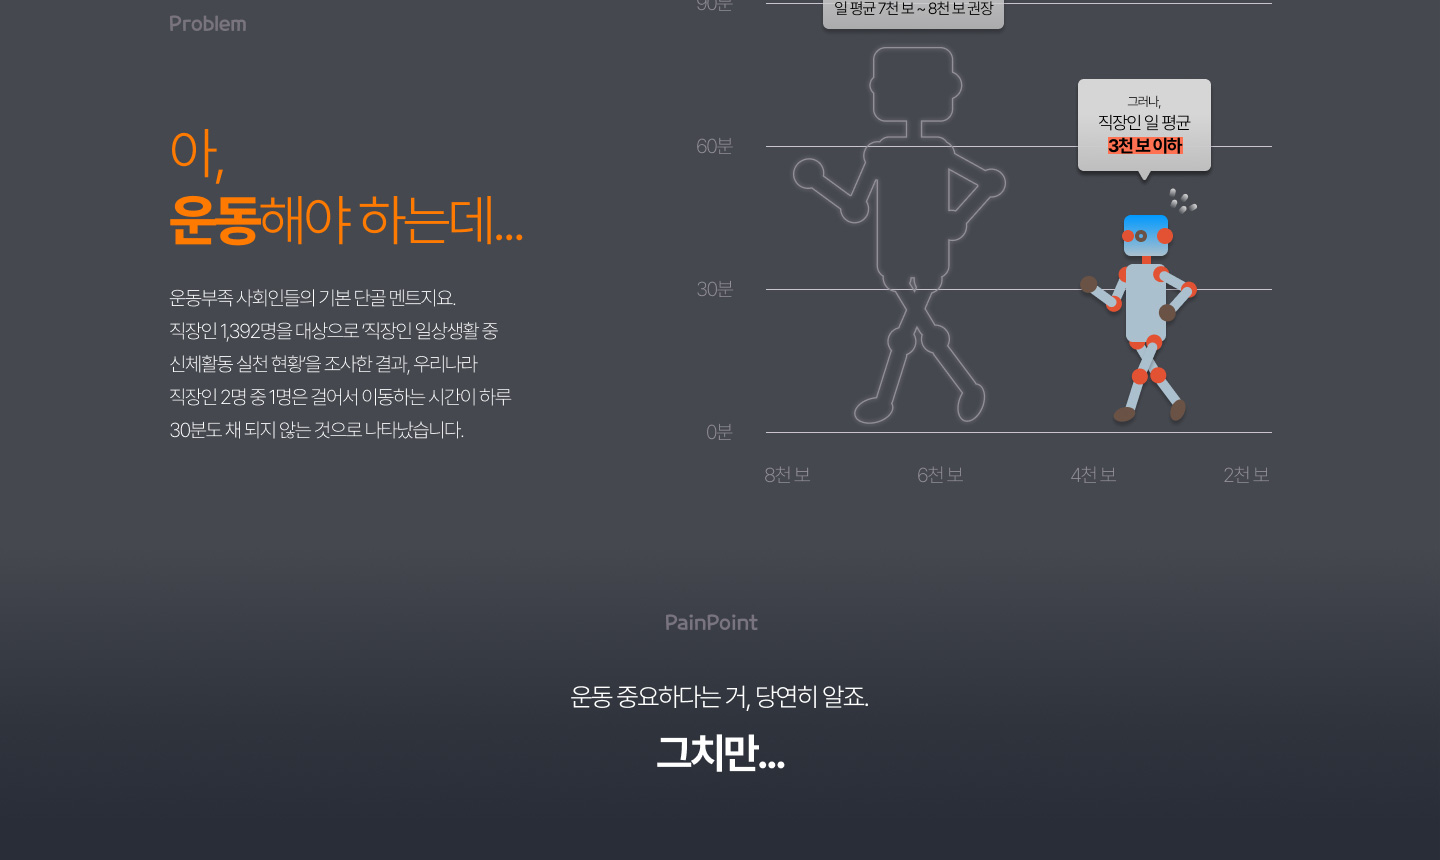 Problem
아,
운동해야 하는데...
운동부족 사회인들의 기본 단골 멘트지요.
직장인 1,392명을 대상으로 '직장인 일상생활 중
신체활동 실천 현황'을 조사한 결과, 우리나라
직장인 2명 중 1명은 걸어서 이동하는 시간이 하루
30분도 채 되지 않는 것으로 나타났습니다.
90분
일 평균 7천 보 ~ 8천 보 권장
그러나,
직장인 일 평균
3천 보 이하
60분
30분
0분
8천 보
6천 보
4천 보
2천 보
PainPoint
운동 중요하다는 거, 당연히 알죠.
그치만...